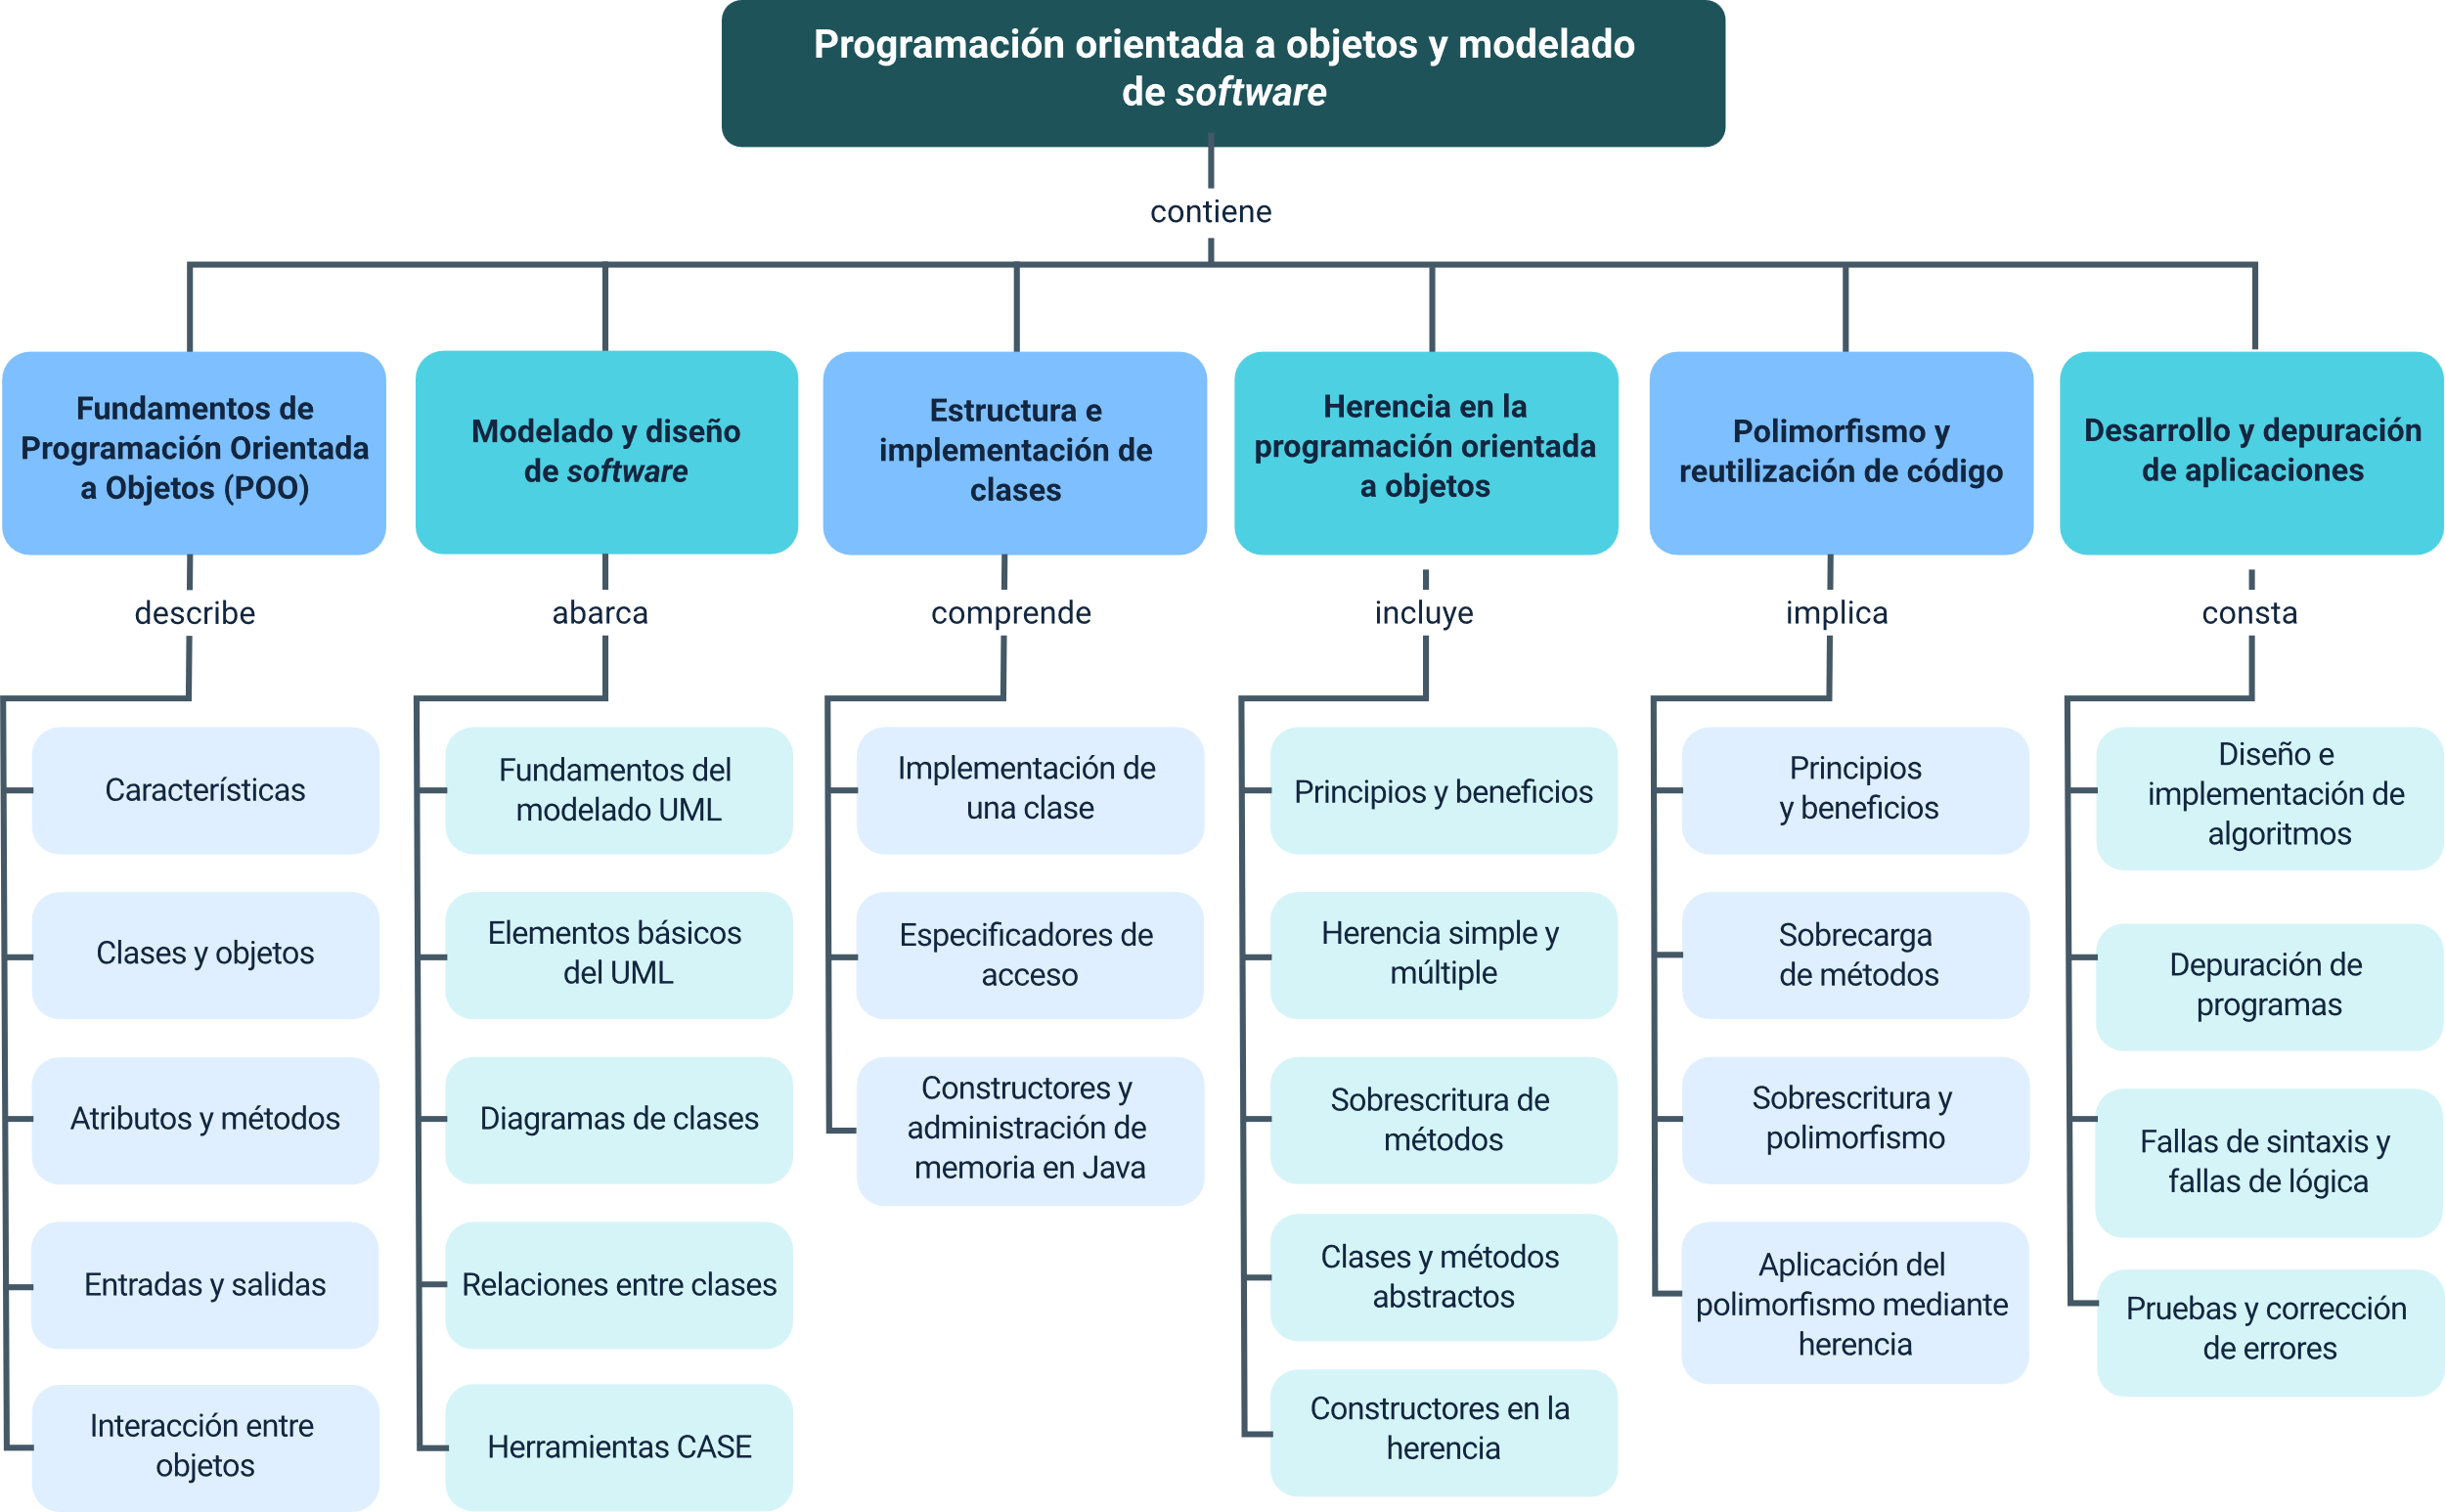 Programación orientada a objetos y modelado
de software
contiene
Fundamentos de
Programación Orientada
a Objetos (POO)
describe
Características
Clases y objetos
Atributos y métodos
Entradas y salidas
Interacción entre
objetos
Modelado y diseño
de software
abarca
Fundamentos del
modelado UML
Elementos básicos
del UML
Diagramas de clases
Relaciones entre clases
Herramientas CASE
Estructura e
implementación de
clases
comprende
Implementación de
una clase
Especificadores de
acceso
Constructores y
administración de
memoria en Java
Herencia en la
programación orientada
a objetos
incluye
Principios y beneficios
Herencia simple y
múltiple
Sobrescritura de
métodos
Clases y métodos
abstractos
Constructores en la
herencia
Polimorfismo y
reutilización de código
implica
Principios
y beneficios
Sobrecarga
de métodos
Sobrescritura y
polimorfismo
Aplicación del
polimorfismo mediante
herencia
Desarrollo y depuración
de aplicaciones
consta
Diseño e
implementación de
algoritmos
Depuración de
programas
Fallas de sintaxis y
fallas de lógica
Pruebas y corrección
de errores